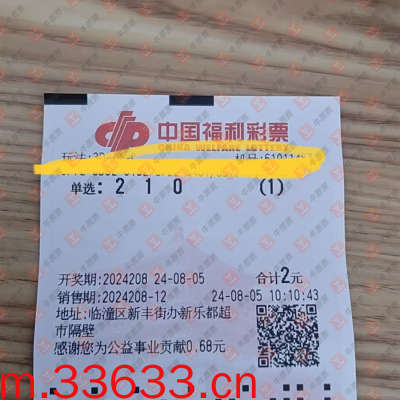 中国福利彩票
CHINA WELFARE LOTTERY
单选: 2 1 0 (1)
开奖期:2024208 24-08-05 合计2元
销售期:2024208-12 24-08-05 10:10:43
地址:临潼区新丰街办新乐都超
市隔壁
感谢您为公益事业贡献0.68元
m.33633.cn